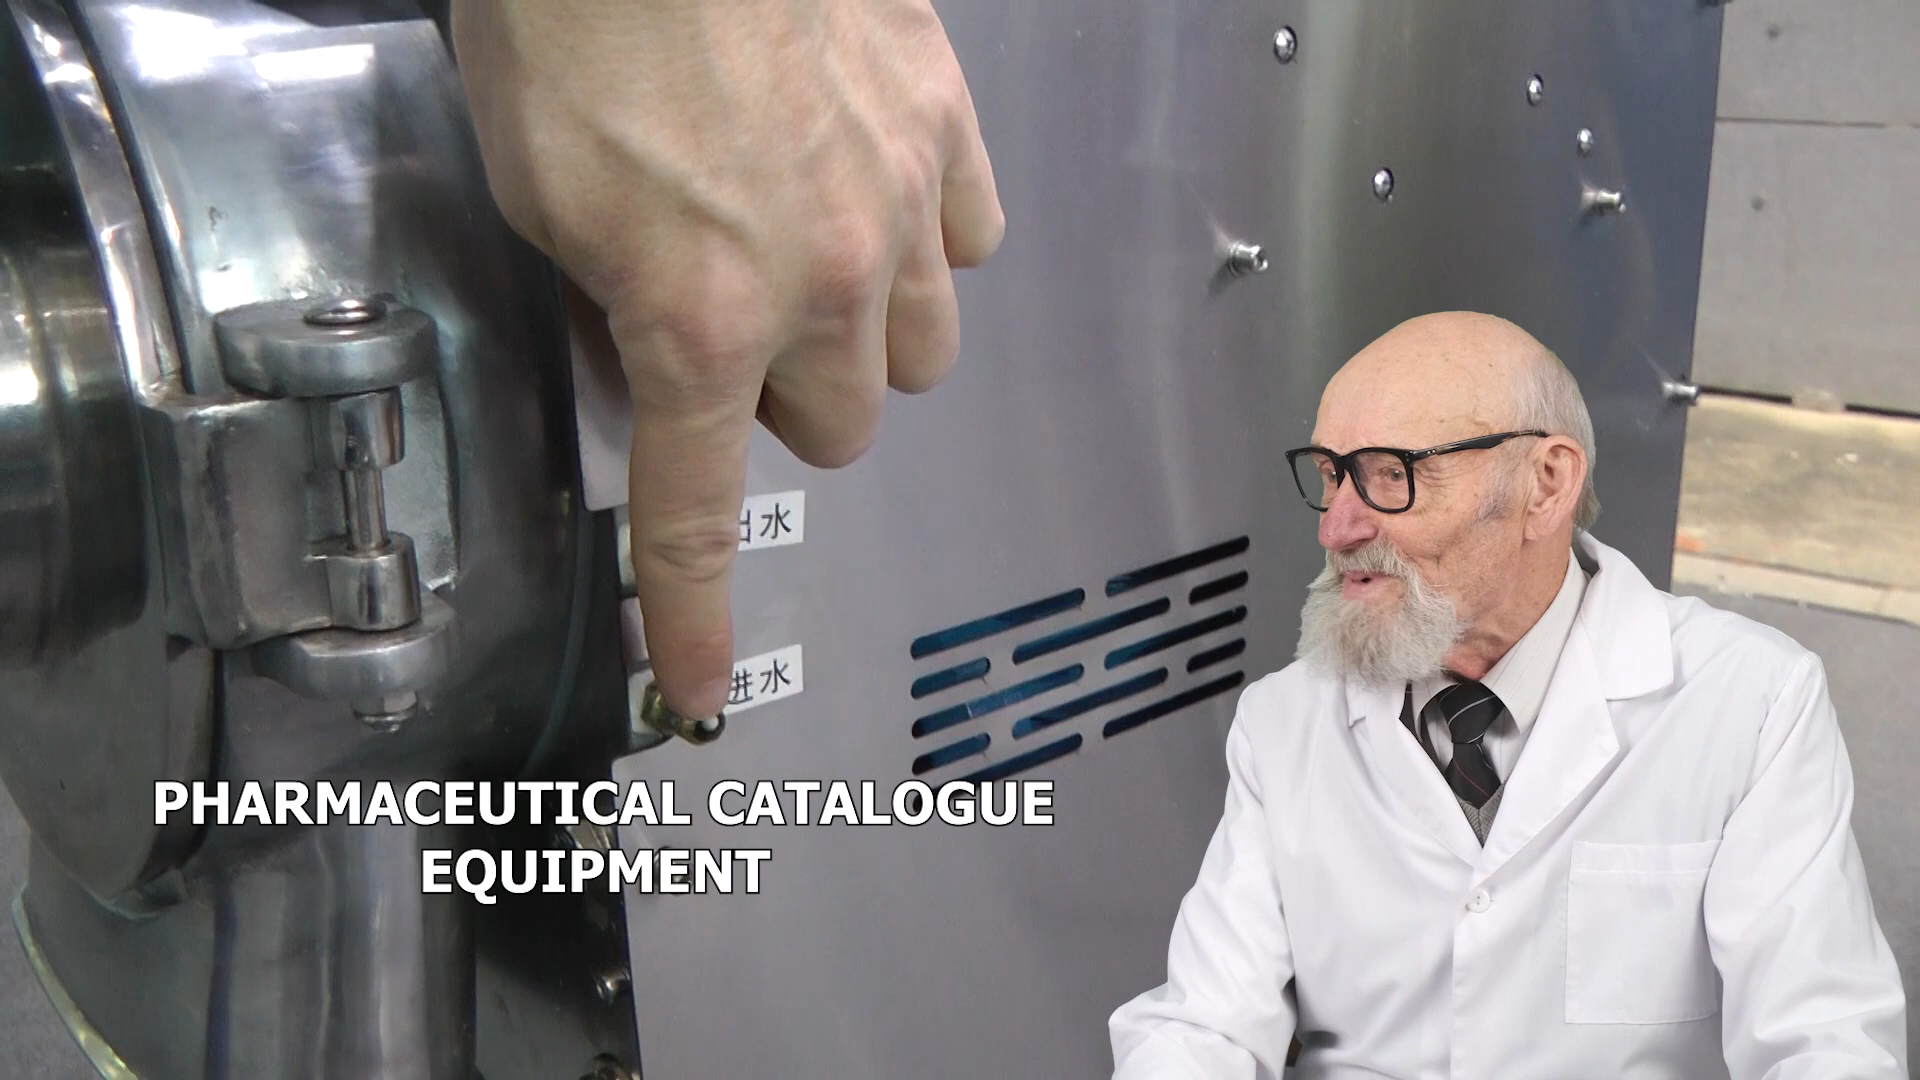 出水
进水
PHARMACEUTICAL CATALOGUE
EQUIPMENT